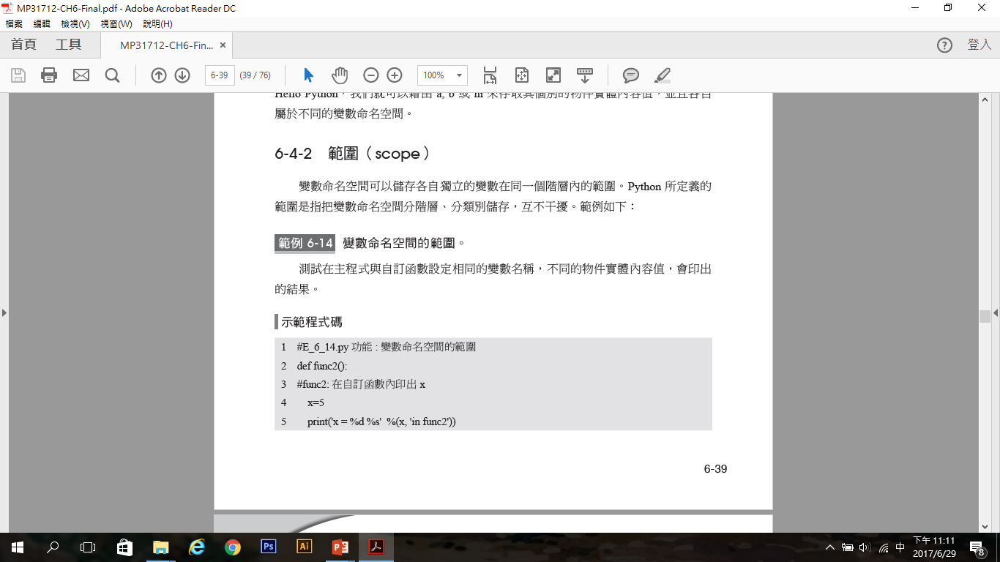 MP31712-CH6-Final.pdf - Adobe Acrobat Reader DC
檔案 編輯 檢視(V) 視窗(W) 說明(H)
首頁 工具 MP31712-CH6-Fin... × ? 登入
6-39 (39 / 76) 100%
Hello Python，我們就可以藉由 a, b 或 m 來存取其個別的物件實體內容值，並且各自
屬於不同的變數命名空間。
6-4-2 範圍（scope）
變數命名空間可以儲存各自獨立的變數在同一個階層內的範圍。Python 所定義的
範圍是指把變數命名空間分階層、分類別儲存，互不干擾。範例如下：
範例 6-14 變數命名空間的範圍。
測試在主程式與自訂函數設定相同的變數名稱，不同的物件實體內容值，會印出
的結果。
示範程式碼
1 #E_6_14.py 功能 : 變數命名空間的範圍
2 def func2():
3 #func2: 在自訂函數內印出 x
4 x=5
5 print('x = %d %s' %(x, 'in func2'))
6-39
Ps Ai 中 下午 11:11
2017/6/29 8